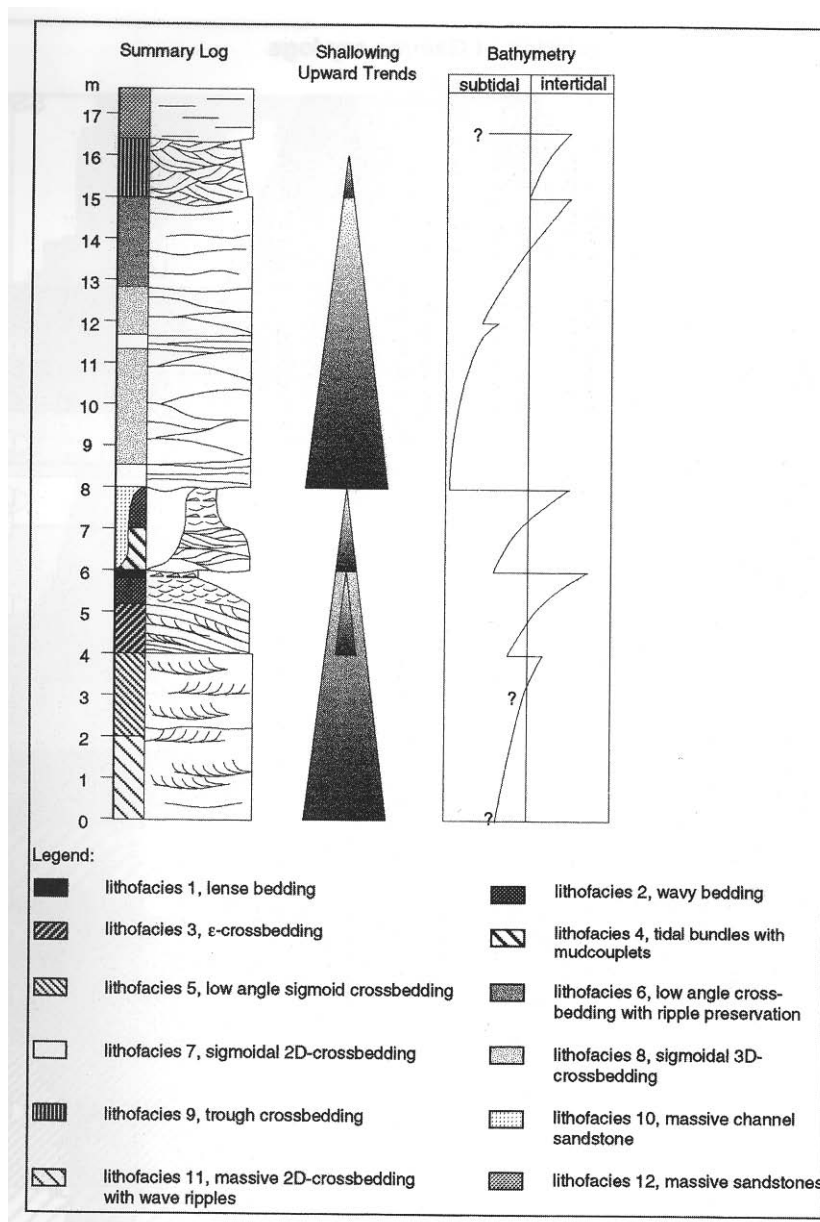 Summary Log
Shallowing
Upward Trends
Bathymetry
m
subtidal
intertidal
17
16
15
14
13
12
11
10
9
8
7
6
5
4
3
2
1
0
?
?
?
Legend:
lithofacies 1, lense bedding
lithofacies 2, wavy bedding
lithofacies 3, ε-crossbedding
lithofacies 4, tidal bundles with
mudcouplets
lithofacies 5, low angle sigmoid crossbedding
lithofacies 6, low angle cross-
bedding with ripple preservation
lithofacies 7, sigmoidal 2D-crossbedding
lithofacies 8, sigmoidal 3D-
crossbedding
lithofacies 9, trough crossbedding
lithofacies 10, massive channel
sandstone
lithofacies 11, massive 2D-crossbedding
with wave ripples
lithofacies 12, massive sandstones